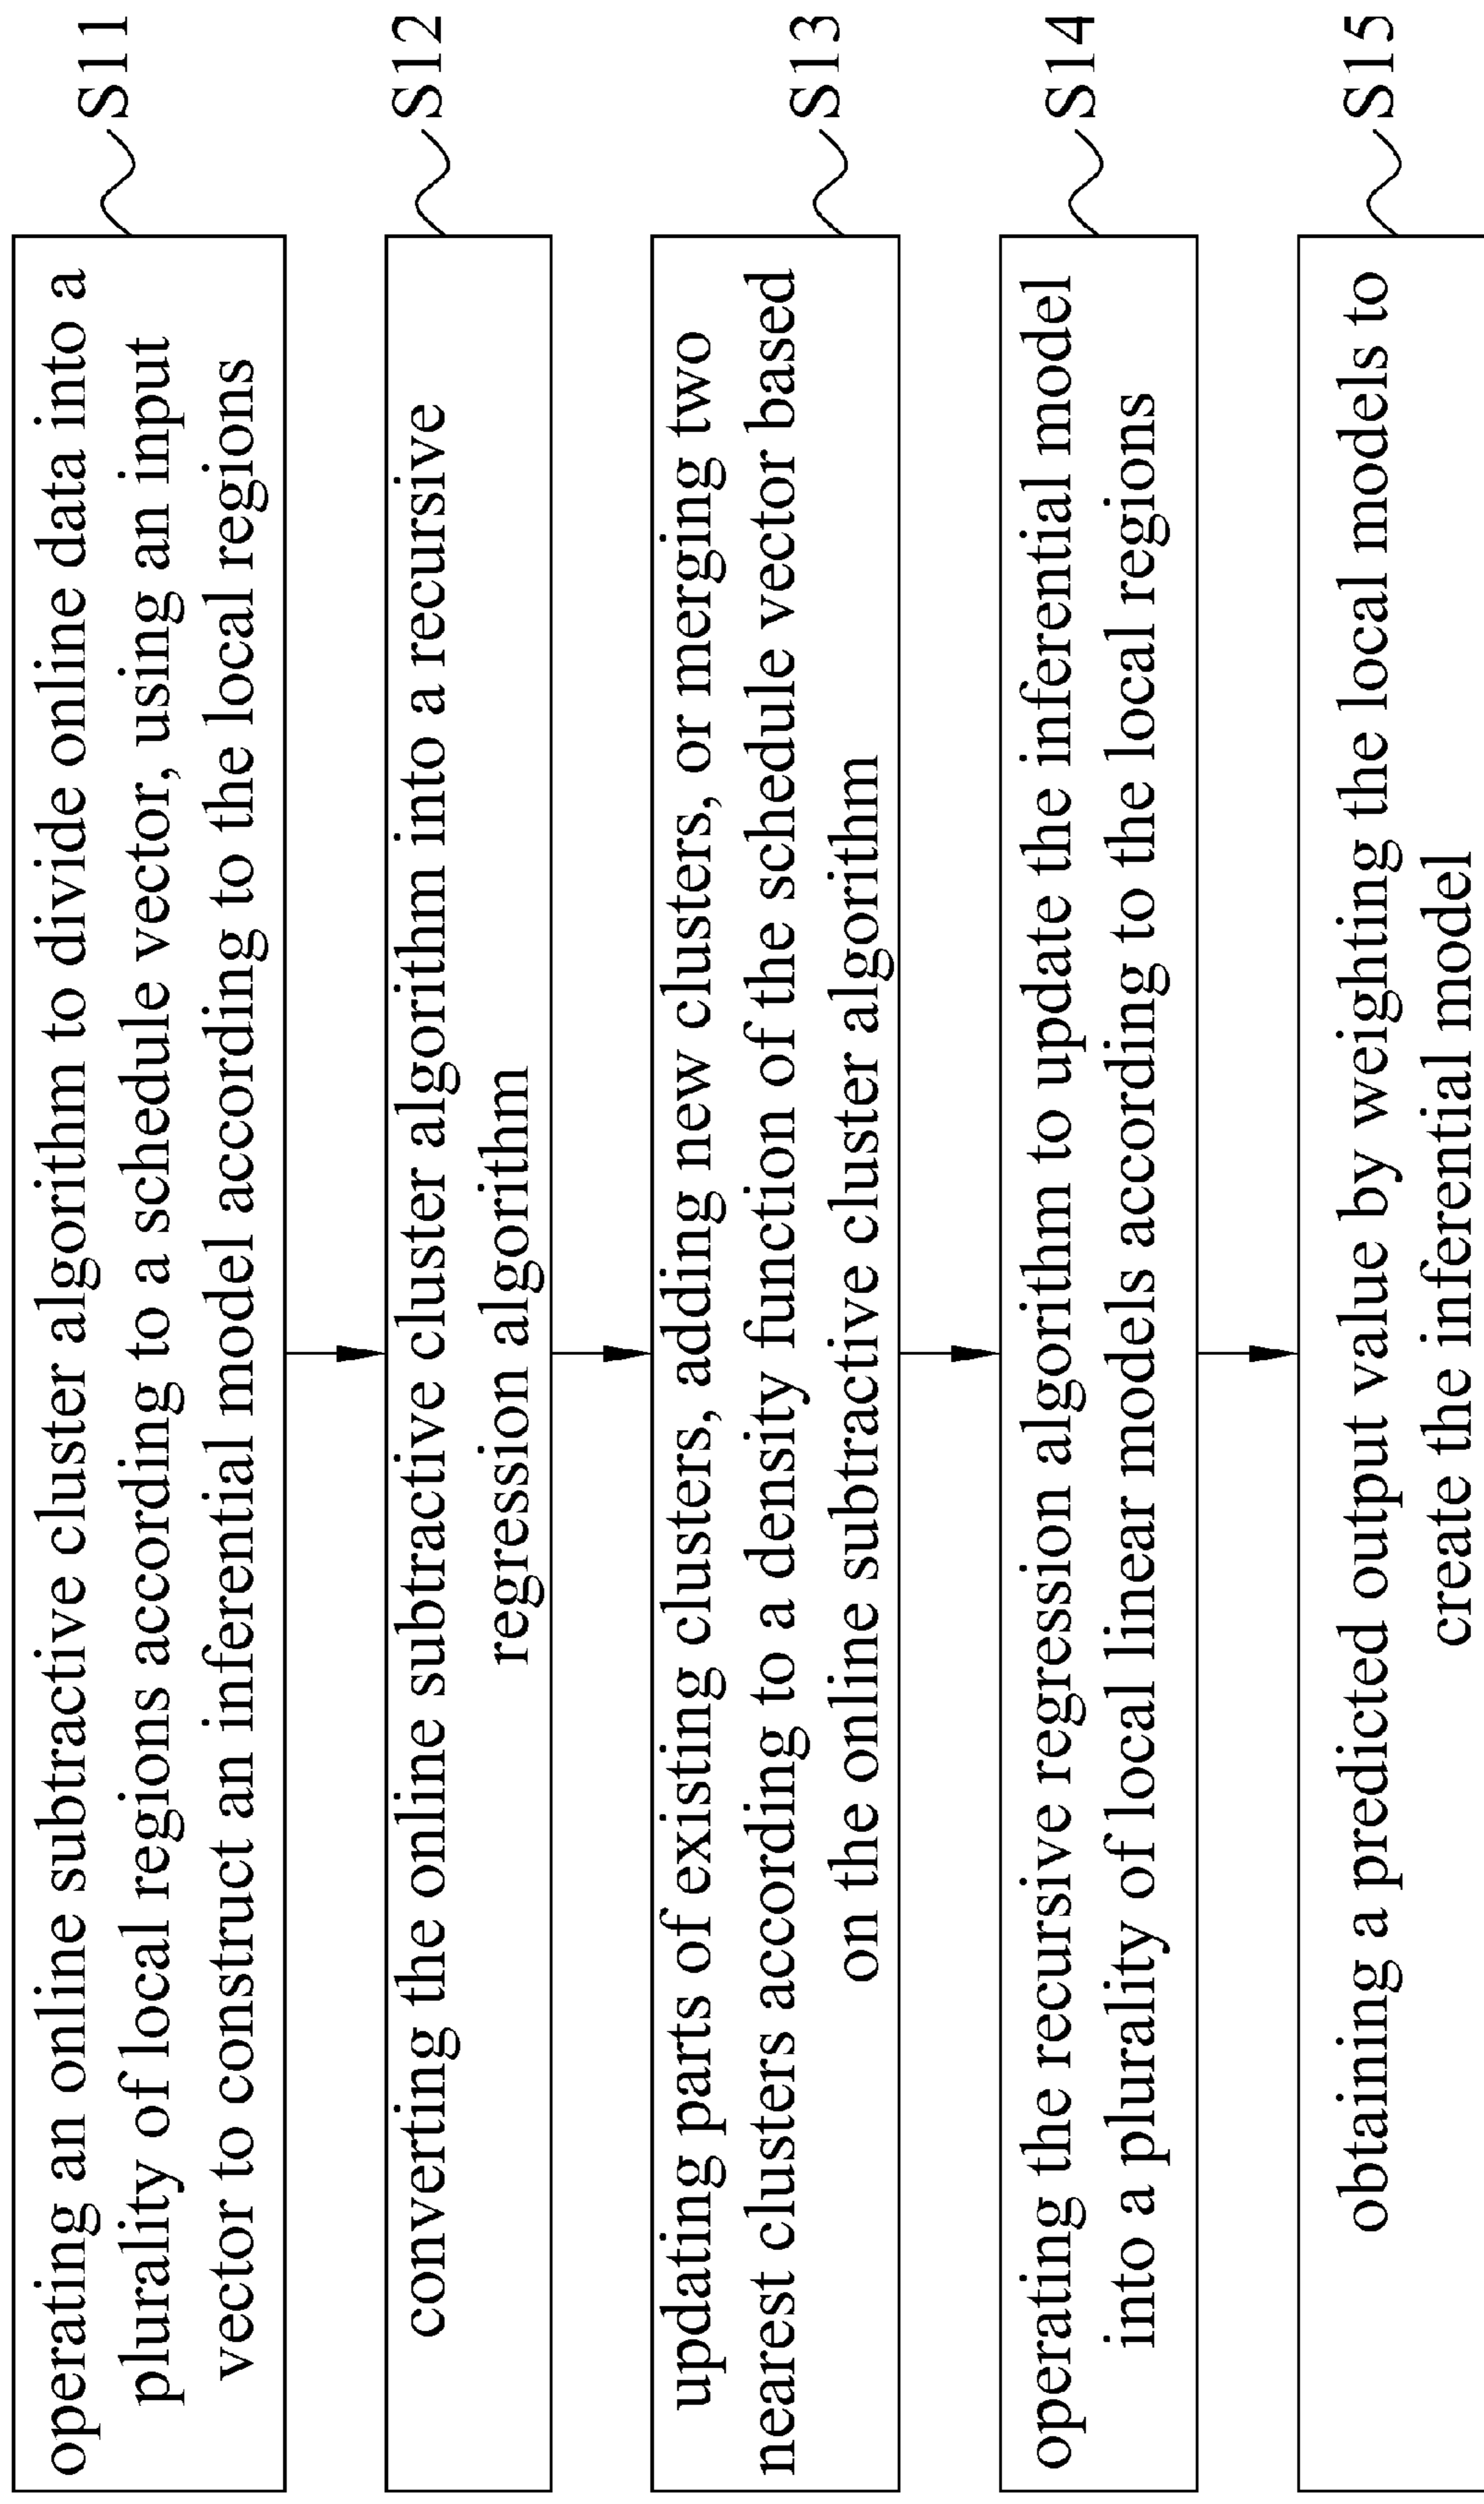 operating an online subtractive cluster algorithm to divide online data into a
plurality of local regions according to a schedule vector, using an input
vector to construct an inferential model according to the local regions
S11
converting the online subtractive cluster algorithm into a recursive
regression algorithm
S12
updating parts of existing clusters, adding new clusters, or merging two
nearest clusters according to a density function of the schedule vector based
on the online subtractive cluster algorithm
S13
operating the recursive regression algorithm to update the inferential model
into a plurality of local linear models according to the local regions
S14
obtaining a predicted output value by weighting the local models to
create the inferential model
S15